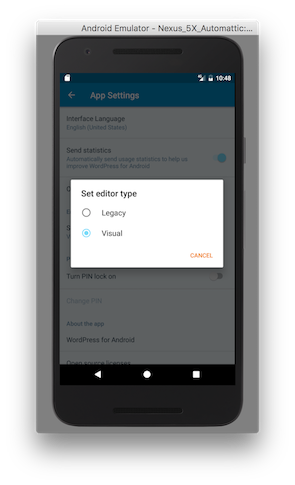 Android Emulator - Nexus_5X_Automattic:...
10:48
App Settings
Interface Language
English (United States)
Send statistics
Automatically send usage statistics to help us
improve WordPress for Android
Set editor type
Legacy
Visual
CANCEL
Turn PIN lock on
Change PIN
About the app
WordPress for Android
Open source licenses